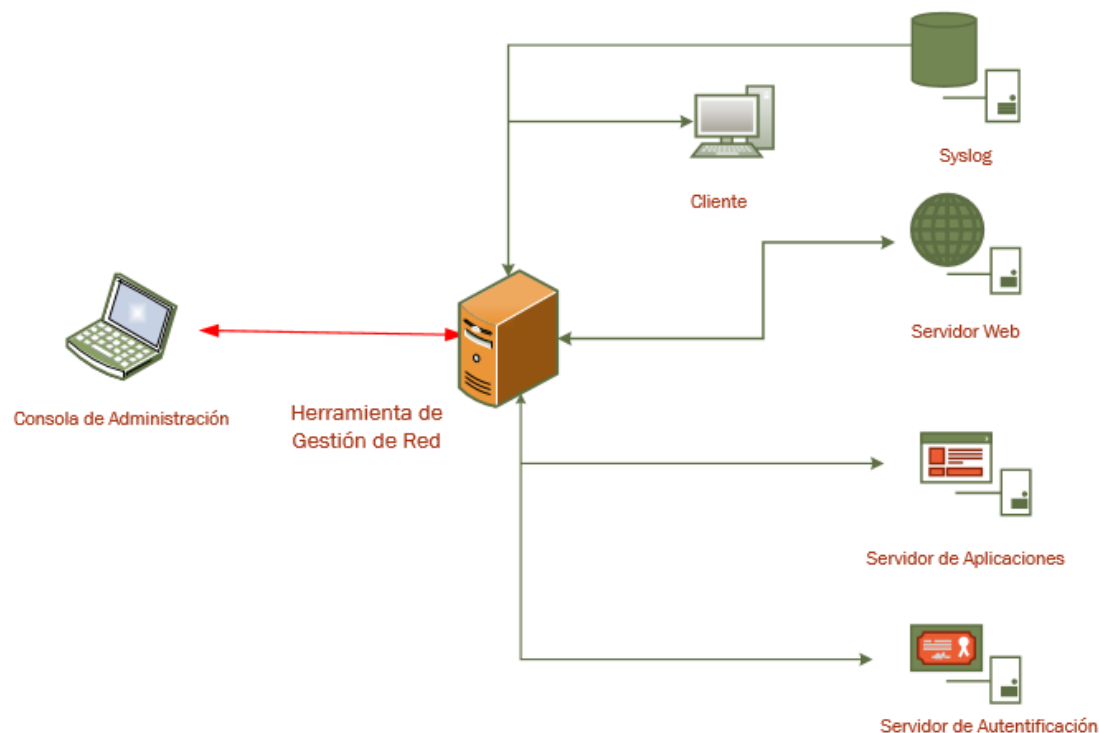 Syslog
Cliente
Servidor Web
Consola de Administración
Herramienta de
Gestión de Red
Servidor de Aplicaciones
Servidor de Autentificación